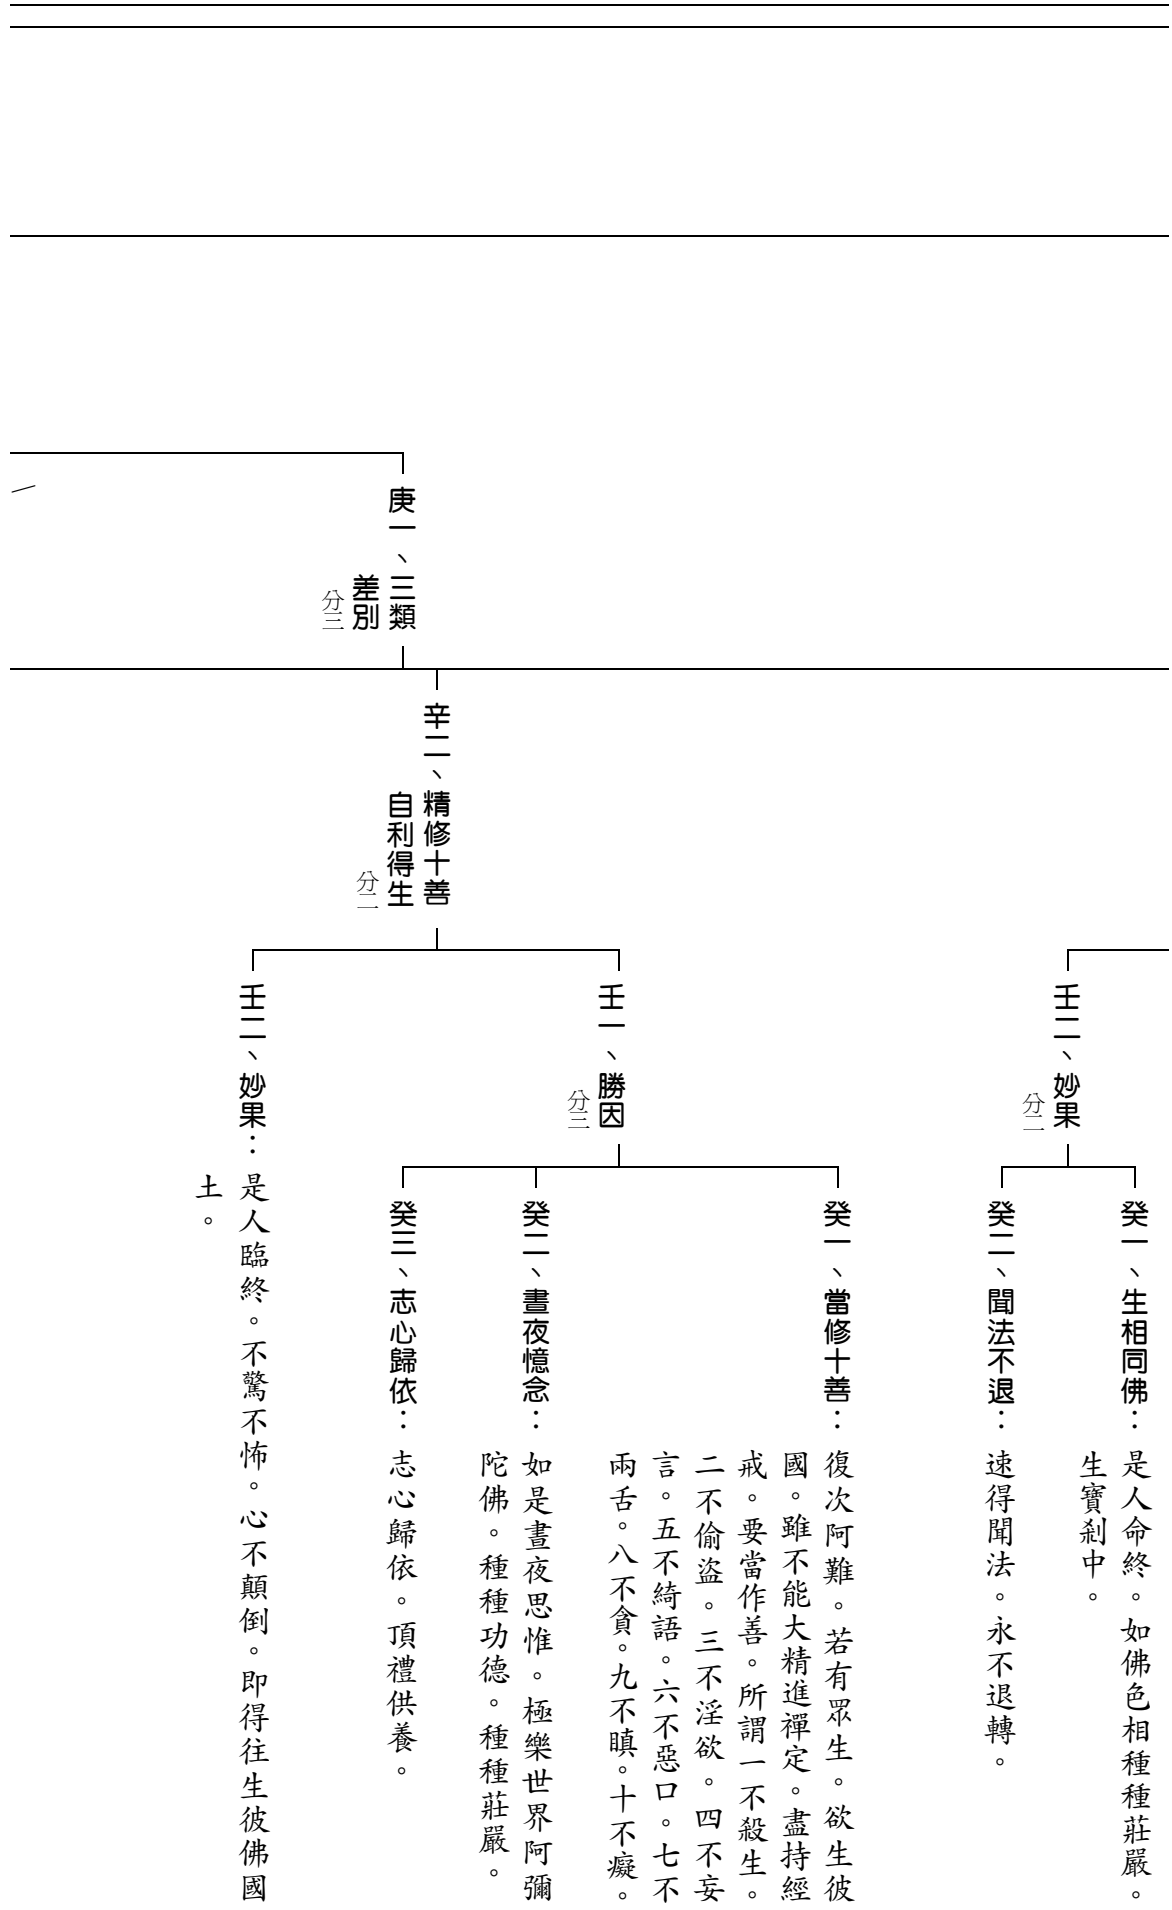 癸一、生相同佛：
是人命終。如佛色相種種莊嚴。
生寶剎中。
壬二、妙果
分二
癸二、聞法不退：
速得聞法。永不退轉。
癸一、當修十善：
復次阿難。若有眾生。欲生彼
國。雖不能大精進禪定。盡持經
戒。要當作善。所謂一不殺生。
二不偷盜。三不淫欲。四不妄
言。五不綺語。六不惡口。七不
兩舌。八不貪。九不瞋。十不癡。
壬一、勝因
分三
癸二、晝夜憶念：
如是晝夜思惟。極樂世界阿彌
陀佛。種種功德。種種莊嚴。
癸三、志心歸依：
志心歸依。頂禮供養。
辛二、精修十善
自利得生
分二
庚一、三類
差別
分三
壬二、妙果：
是人臨終。不驚不怖。心不顛倒。即得往生彼佛國
土。